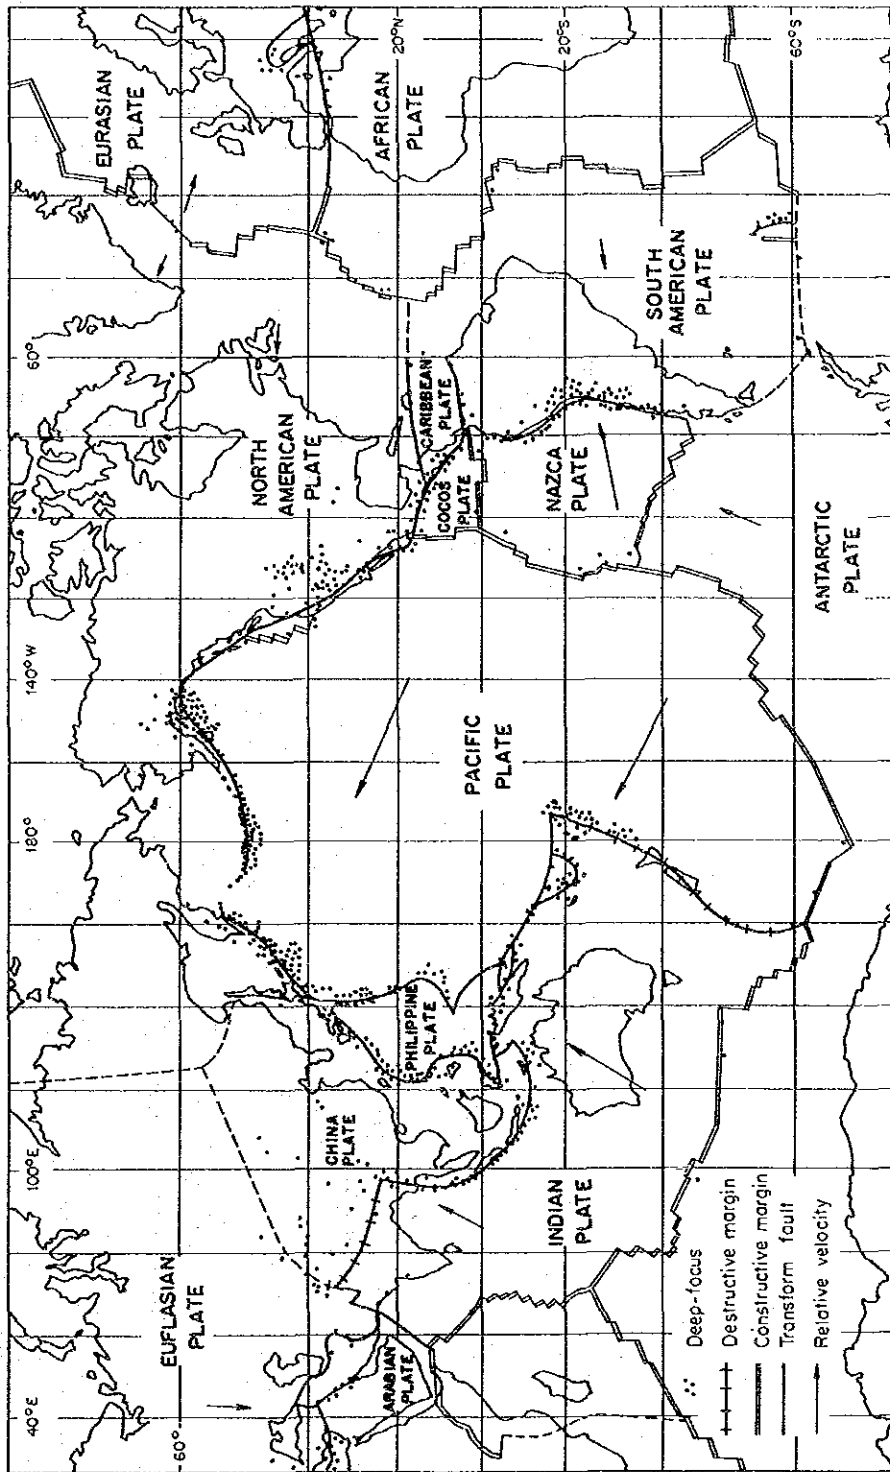 40°E
100°E
180°
140°W
60°
60°
20°N
20°S
60°S
EUFLASIAN
PLATE
CHINA
PLATE
ARABIAN
PLATE
PHILIPPINE
PLATE
INDIAN
PLATE
PACIFIC
PLATE
NORTH
AMERICAN
PLATE
EURASIAN
PLATE
AFRICAN
PLATE
CARIBBEAN
PLATE
COCOS
PLATE
NAZCA
PLATE
SOUTH
AMERICAN
PLATE
ANTARCTIC
PLATE
Deep-focus
Destructive margin
Constructive margin
Transform fault
Relative velocity